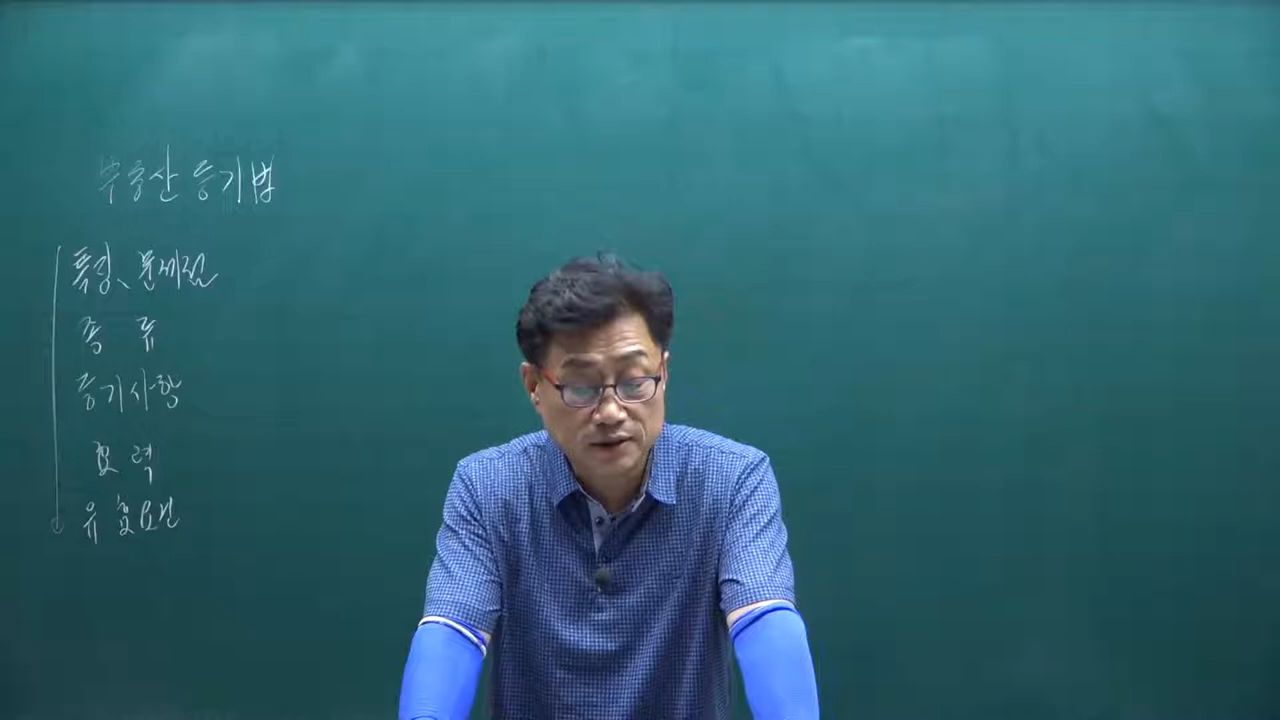 부동산 등기법
특징、문제점
종 류
등기사항
효 력
유효요건